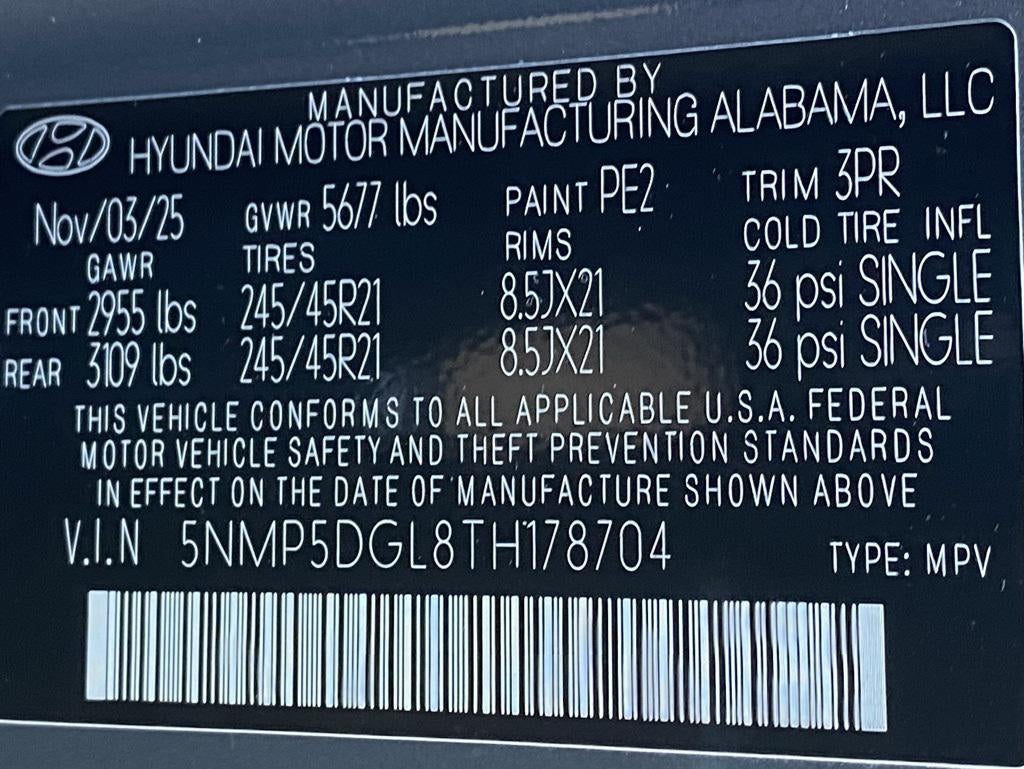 MANUFACTURED BY
HYUNDAI MOTOR MANUFACTURING ALABAMA, LLC
Nov/03/25 GVWR 5677 lbs PAINT PE2 TRIM 3PR
GAWR TIRES RIMS COLD TIRE INFL
FRONT 2955 lbs 245/45R21 8.5JX21 36 psi SINGLE
REAR 3109 lbs 245/45R21 8.5JX21 36 psi SINGLE
THIS VEHICLE CONFORMS TO ALL APPLICABLE U.S.A. FEDERAL
MOTOR VEHICLE SAFETY AND THEFT PREVENTION STANDARDS
IN EFFECT ON THE DATE OF MANUFACTURE SHOWN ABOVE
V.I.N 5NMP5DGL8TH178704 TYPE: MPV